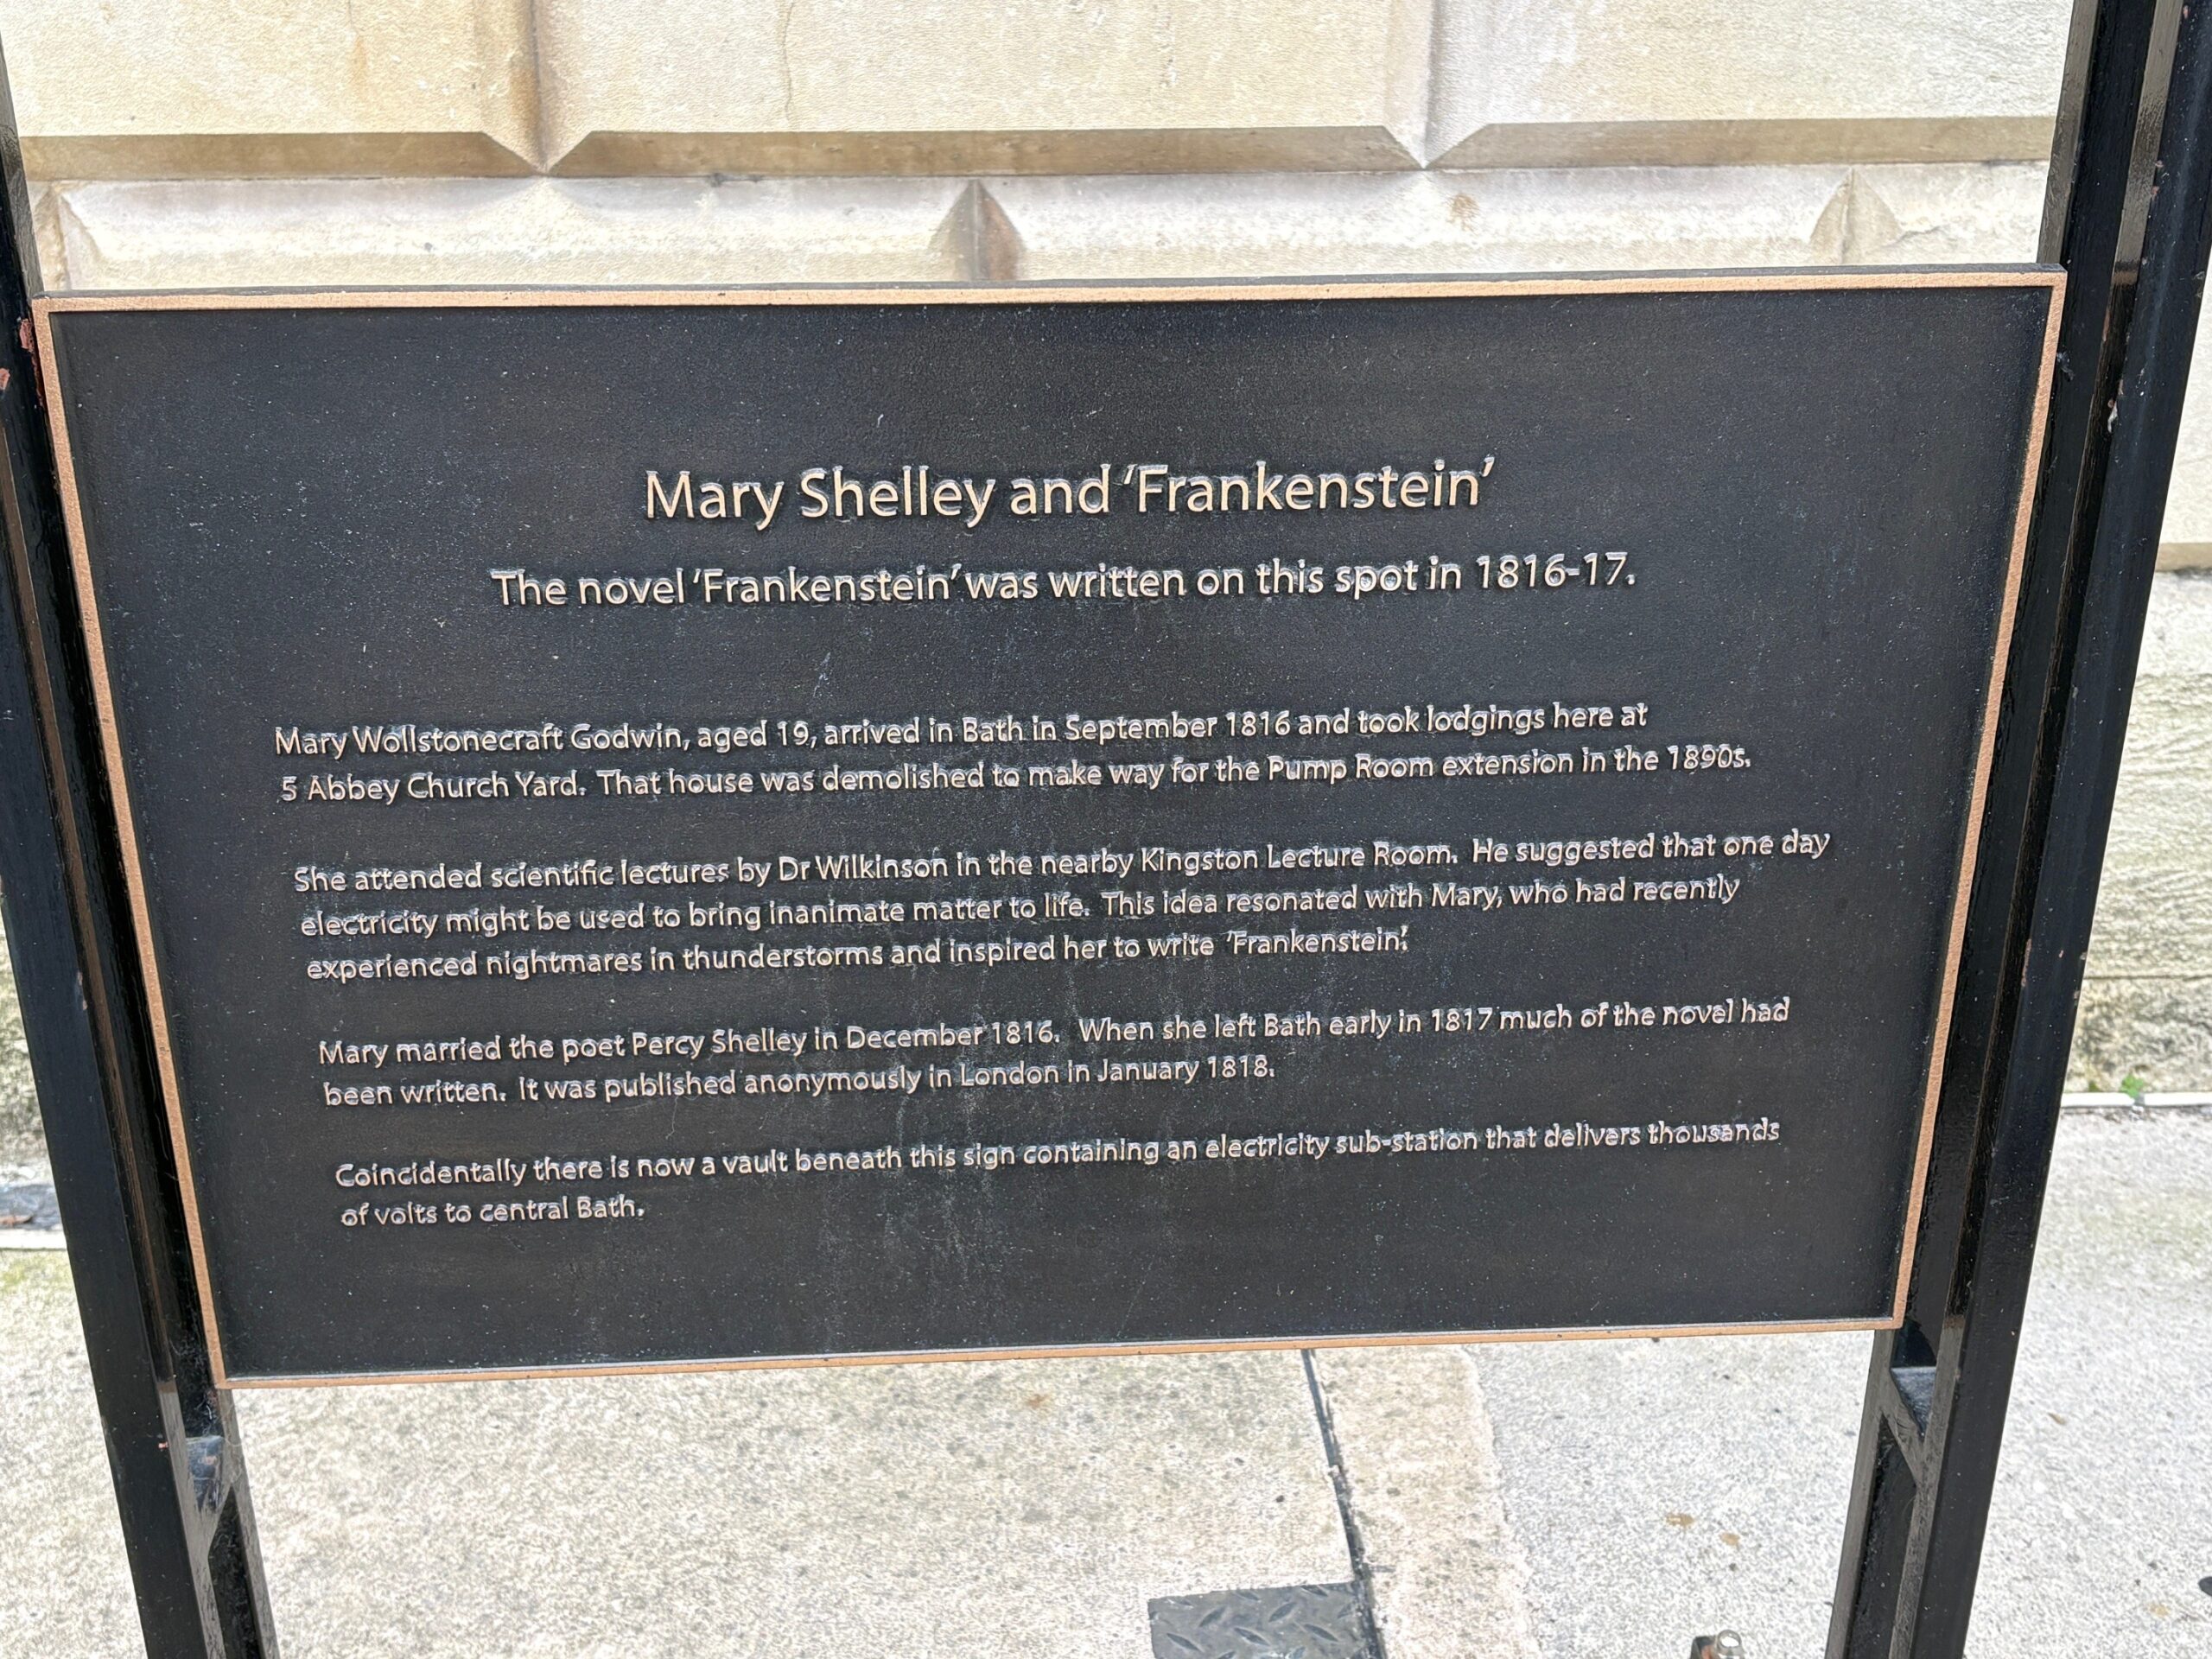 Mary Shelley and ‘Frankenstein’
The novel ‘Frankenstein’ was written on this spot in 1816-17.
Mary Wollstonecraft Godwin, aged 19, arrived in Bath in September 1816 and took lodgings here at
5 Abbey Church Yard. That house was demolished to make way for the Pump Room extension in the 1890s.
She attended scientific lectures by Dr Wilkinson in the nearby Kingston Lecture Room. He suggested that one day
electricity might be used to bring inanimate matter to life. This idea resonated with Mary, who had recently
experienced nightmares in thunderstorms and inspired her to write ‘Frankenstein’.
Mary married the poet Percy Shelley in December 1816. When she left Bath early in 1817 much of the novel had
been written. It was published anonymously in London in January 1818.
Coincidentally there is now a vault beneath this sign containing an electricity sub-station that delivers thousands
of volts to central Bath.